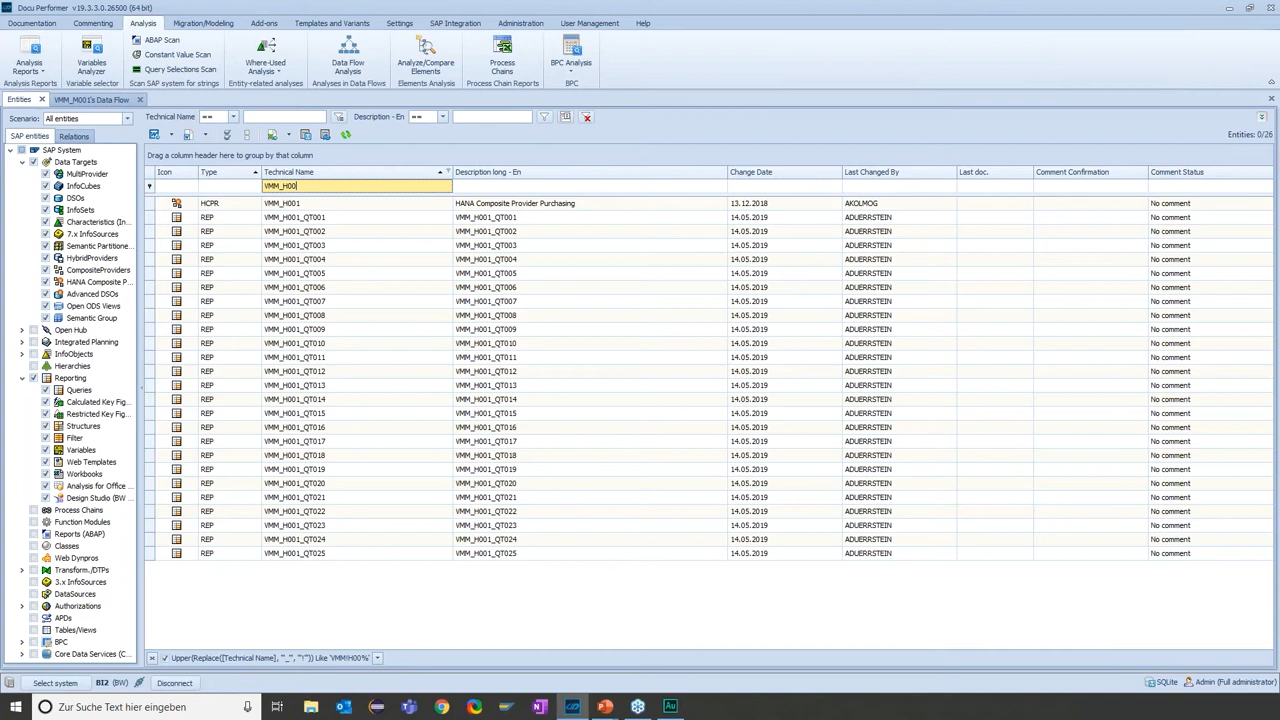 Docu Performer v19.3.3.0.26500 (64 bit)
Documentation Commenting Analysis Migration/Modeling Add-ons Templates and Variants Settings SAP Integration Administration User Management Help
ABAP Scan
Constant Value Scan
Query Selections Scan
Analysis Reports
Variables Analyzer
Where-Used Analysis
Data Flow Analysis
Analyze/Compare Elements
Process Chains
BPC Analysis
Analysis Reports Variable selector Scan SAP system for strings Entity-related analyses Analyses in Data Flows Elements Analysis Process Chain Reports BPC
Entities VMM_M001's Data Flow
Scenario: All entities Technical Name == Description - En ==
SAP entities Relations
Entities: 0/26
SAP System
Data Targets
MultiProvider
InfoCubes
DSOs
InfoSets
Characteristics (In...
7.x InfoSources
Semantic Partitione...
HybridProviders
CompositeProviders
HANA Composite P...
Advanced DSOs
Open ODS Views
Semantic Group
Open Hub
Integrated Planning
InfoObjects
Hierarchies
Reporting
Queries
Calculated Key Fig...
Restricted Key Fig...
Structures
Filter
Variables
Web Templates
Workbooks
Analysis for Office ...
Design Studio (BW ...
Process Chains
Function Modules
Reports (ABAP)
Classes
Web Dynpros
Transform./DTPs
3.x InfoSources
DataSources
Authorizations
APDs
Tables/Views
BPC
Core Data Services (C...
Drag a column header here to group by that column
Icon Type Technical Name Description long - En Change Date Last Changed By Last doc. Comment Confirmation Comment Status
VMM_H00
HCPR VMM_H001 HANA Composite Provider Purchasing 13.12.2018 AKOLMOG No comment
REP VMM_H001_QT001 VMM_H001_QT001 14.05.2019 ADUERRSTEIN No comment
REP VMM_H001_QT002 VMM_H001_QT002 14.05.2019 ADUERRSTEIN No comment
REP VMM_H001_QT003 VMM_H001_QT003 14.05.2019 ADUERRSTEIN No comment
REP VMM_H001_QT004 VMM_H001_QT004 14.05.2019 ADUERRSTEIN No comment
REP VMM_H001_QT005 VMM_H001_QT005 14.05.2019 ADUERRSTEIN No comment
REP VMM_H001_QT006 VMM_H001_QT006 14.05.2019 ADUERRSTEIN No comment
REP VMM_H001_QT007 VMM_H001_QT007 14.05.2019 ADUERRSTEIN No comment
REP VMM_H001_QT008 VMM_H001_QT008 14.05.2019 ADUERRSTEIN No comment
REP VMM_H001_QT009 VMM_H001_QT009 14.05.2019 ADUERRSTEIN No comment
REP VMM_H001_QT010 VMM_H001_QT010 14.05.2019 ADUERRSTEIN No comment
REP VMM_H001_QT011 VMM_H001_QT011 14.05.2019 ADUERRSTEIN No comment
REP VMM_H001_QT012 VMM_H001_QT012 14.05.2019 ADUERRSTEIN No comment
REP VMM_H001_QT013 VMM_H001_QT013 14.05.2019 ADUERRSTEIN No comment
REP VMM_H001_QT014 VMM_H001_QT014 14.05.2019 ADUERRSTEIN No comment
REP VMM_H001_QT015 VMM_H001_QT015 14.05.2019 ADUERRSTEIN No comment
REP VMM_H001_QT016 VMM_H001_QT016 14.05.2019 ADUERRSTEIN No comment
REP VMM_H001_QT017 VMM_H001_QT017 14.05.2019 ADUERRSTEIN No comment
REP VMM_H001_QT018 VMM_H001_QT018 14.05.2019 ADUERRSTEIN No comment
REP VMM_H001_QT019 VMM_H001_QT019 14.05.2019 ADUERRSTEIN No comment
REP VMM_H001_QT020 VMM_H001_QT020 14.05.2019 ADUERRSTEIN No comment
REP VMM_H001_QT021 VMM_H001_QT021 14.05.2019 ADUERRSTEIN No comment
REP VMM_H001_QT022 VMM_H001_QT022 14.05.2019 ADUERRSTEIN No comment
REP VMM_H001_QT023 VMM_H001_QT023 14.05.2019 ADUERRSTEIN No comment
REP VMM_H001_QT024 VMM_H001_QT024 14.05.2019 ADUERRSTEIN No comment
REP VMM_H001_QT025 VMM_H001_QT025 14.05.2019 ADUERRSTEIN No comment
Upper(Replace([Technical Name], '"_"', '"!"')) Like 'VMM!H00%'
Select system BI2 (BW) Disconnect SQLite Admin (Full administrator)
Zur Suche Text hier eingeben